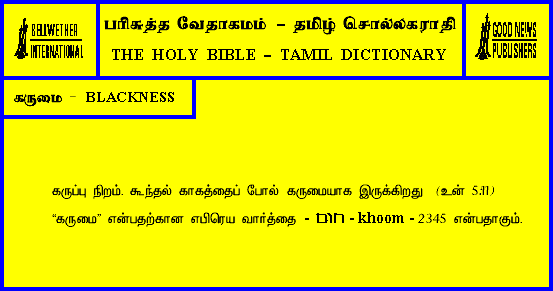 BELLWETHER
INTERNATIONAL
பரிசுத்த வேதாகமம் – தமிழ் சொல்லகராதி
THE HOLY BIBLE – TAMIL DICTIONARY
GOOD NEWS
PUBLISHERS
கருமை – BLACKNESS
கருப்பு நிறம். கூந்தல் காகத்தைப் போல் கருமையாக இருக்கிறது (உன் 5:11)
“கருமை” என்பதற்கான எபிரெய வார்த்தை - חום - khoom - 2345 என்பதாகும்.